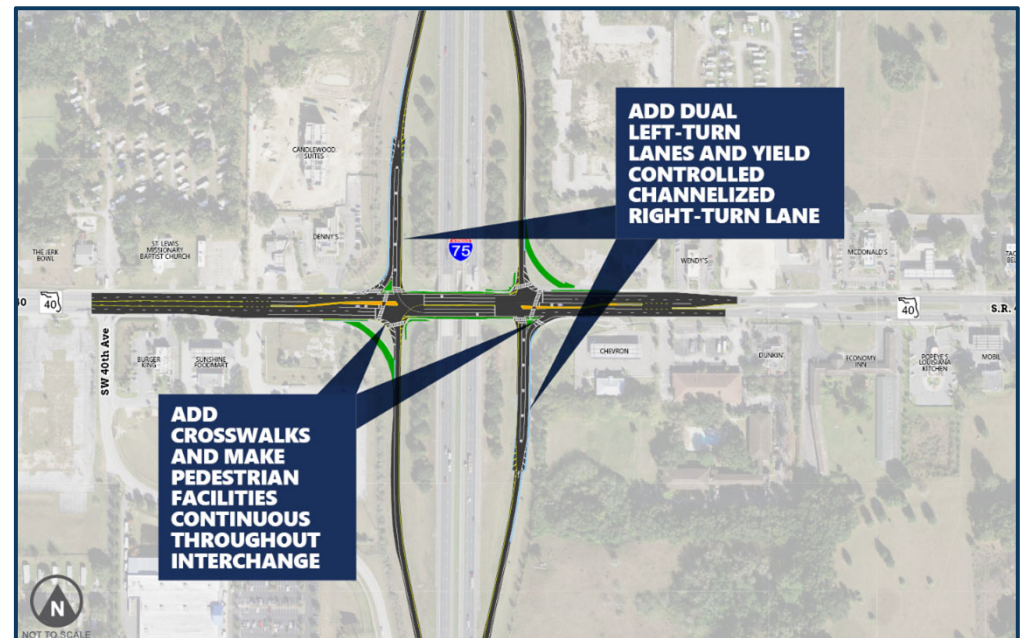 ADD DUAL
LEFT-TURN
LANES AND YIELD
CONTROLLED
CHANNELIZED
RIGHT-TURN LANE
CANDLEWOOD
SUITES
DENNY'S
THE JERK
BOWL
ST. LEWIS
MISSIONARY
BAPTIST CHURCH
75
WENDY'S
MCDONALD'S
40
40
40
S.R.
SW 40th Ave
BURGER
KING
SUNSHINE
FOODMART
CHEVRON
DUNKIN'
ECONOMY
INN
POPEYE'S
LOUISIANA
KITCHEN
MOBIL
ADD
CROSSWALKS
AND MAKE
PEDESTRIAN
FACILITIES
CONTINUOUS
THROUGHOUT
INTERCHANGE
N
NOT TO SCALE